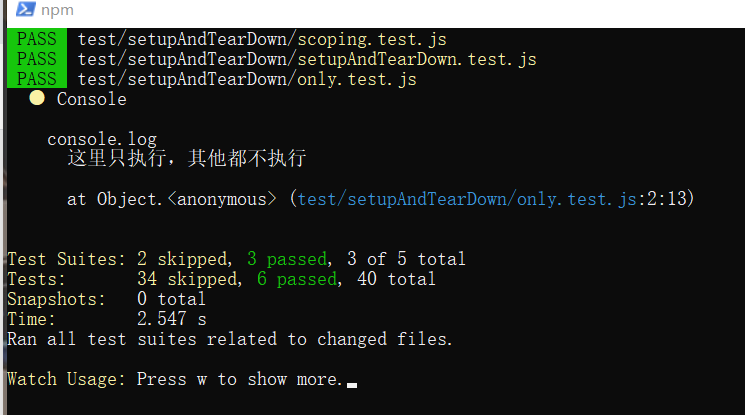 npm
PASS test/setupAndTearDown/scoping.test.js
PASS test/setupAndTearDown/setupAndTearDown.test.js
PASS test/setupAndTearDown/only.test.js
● Console
console.log
这里只执行，其他都不执行
at Object.<anonymous> (test/setupAndTearDown/only.test.js:2:13)
Test Suites: 2 skipped, 3 passed, 3 of 5 total
Tests: 34 skipped, 6 passed, 40 total
Snapshots: 0 total
Time: 2.547 s
Ran all test suites related to changed files.
Watch Usage: Press w to show more.